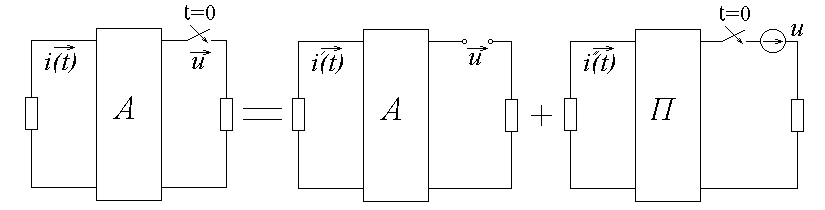 t=0
i(t)
A
u
=
i'(t)
A
u
+
i''(t)
П
t=0
u